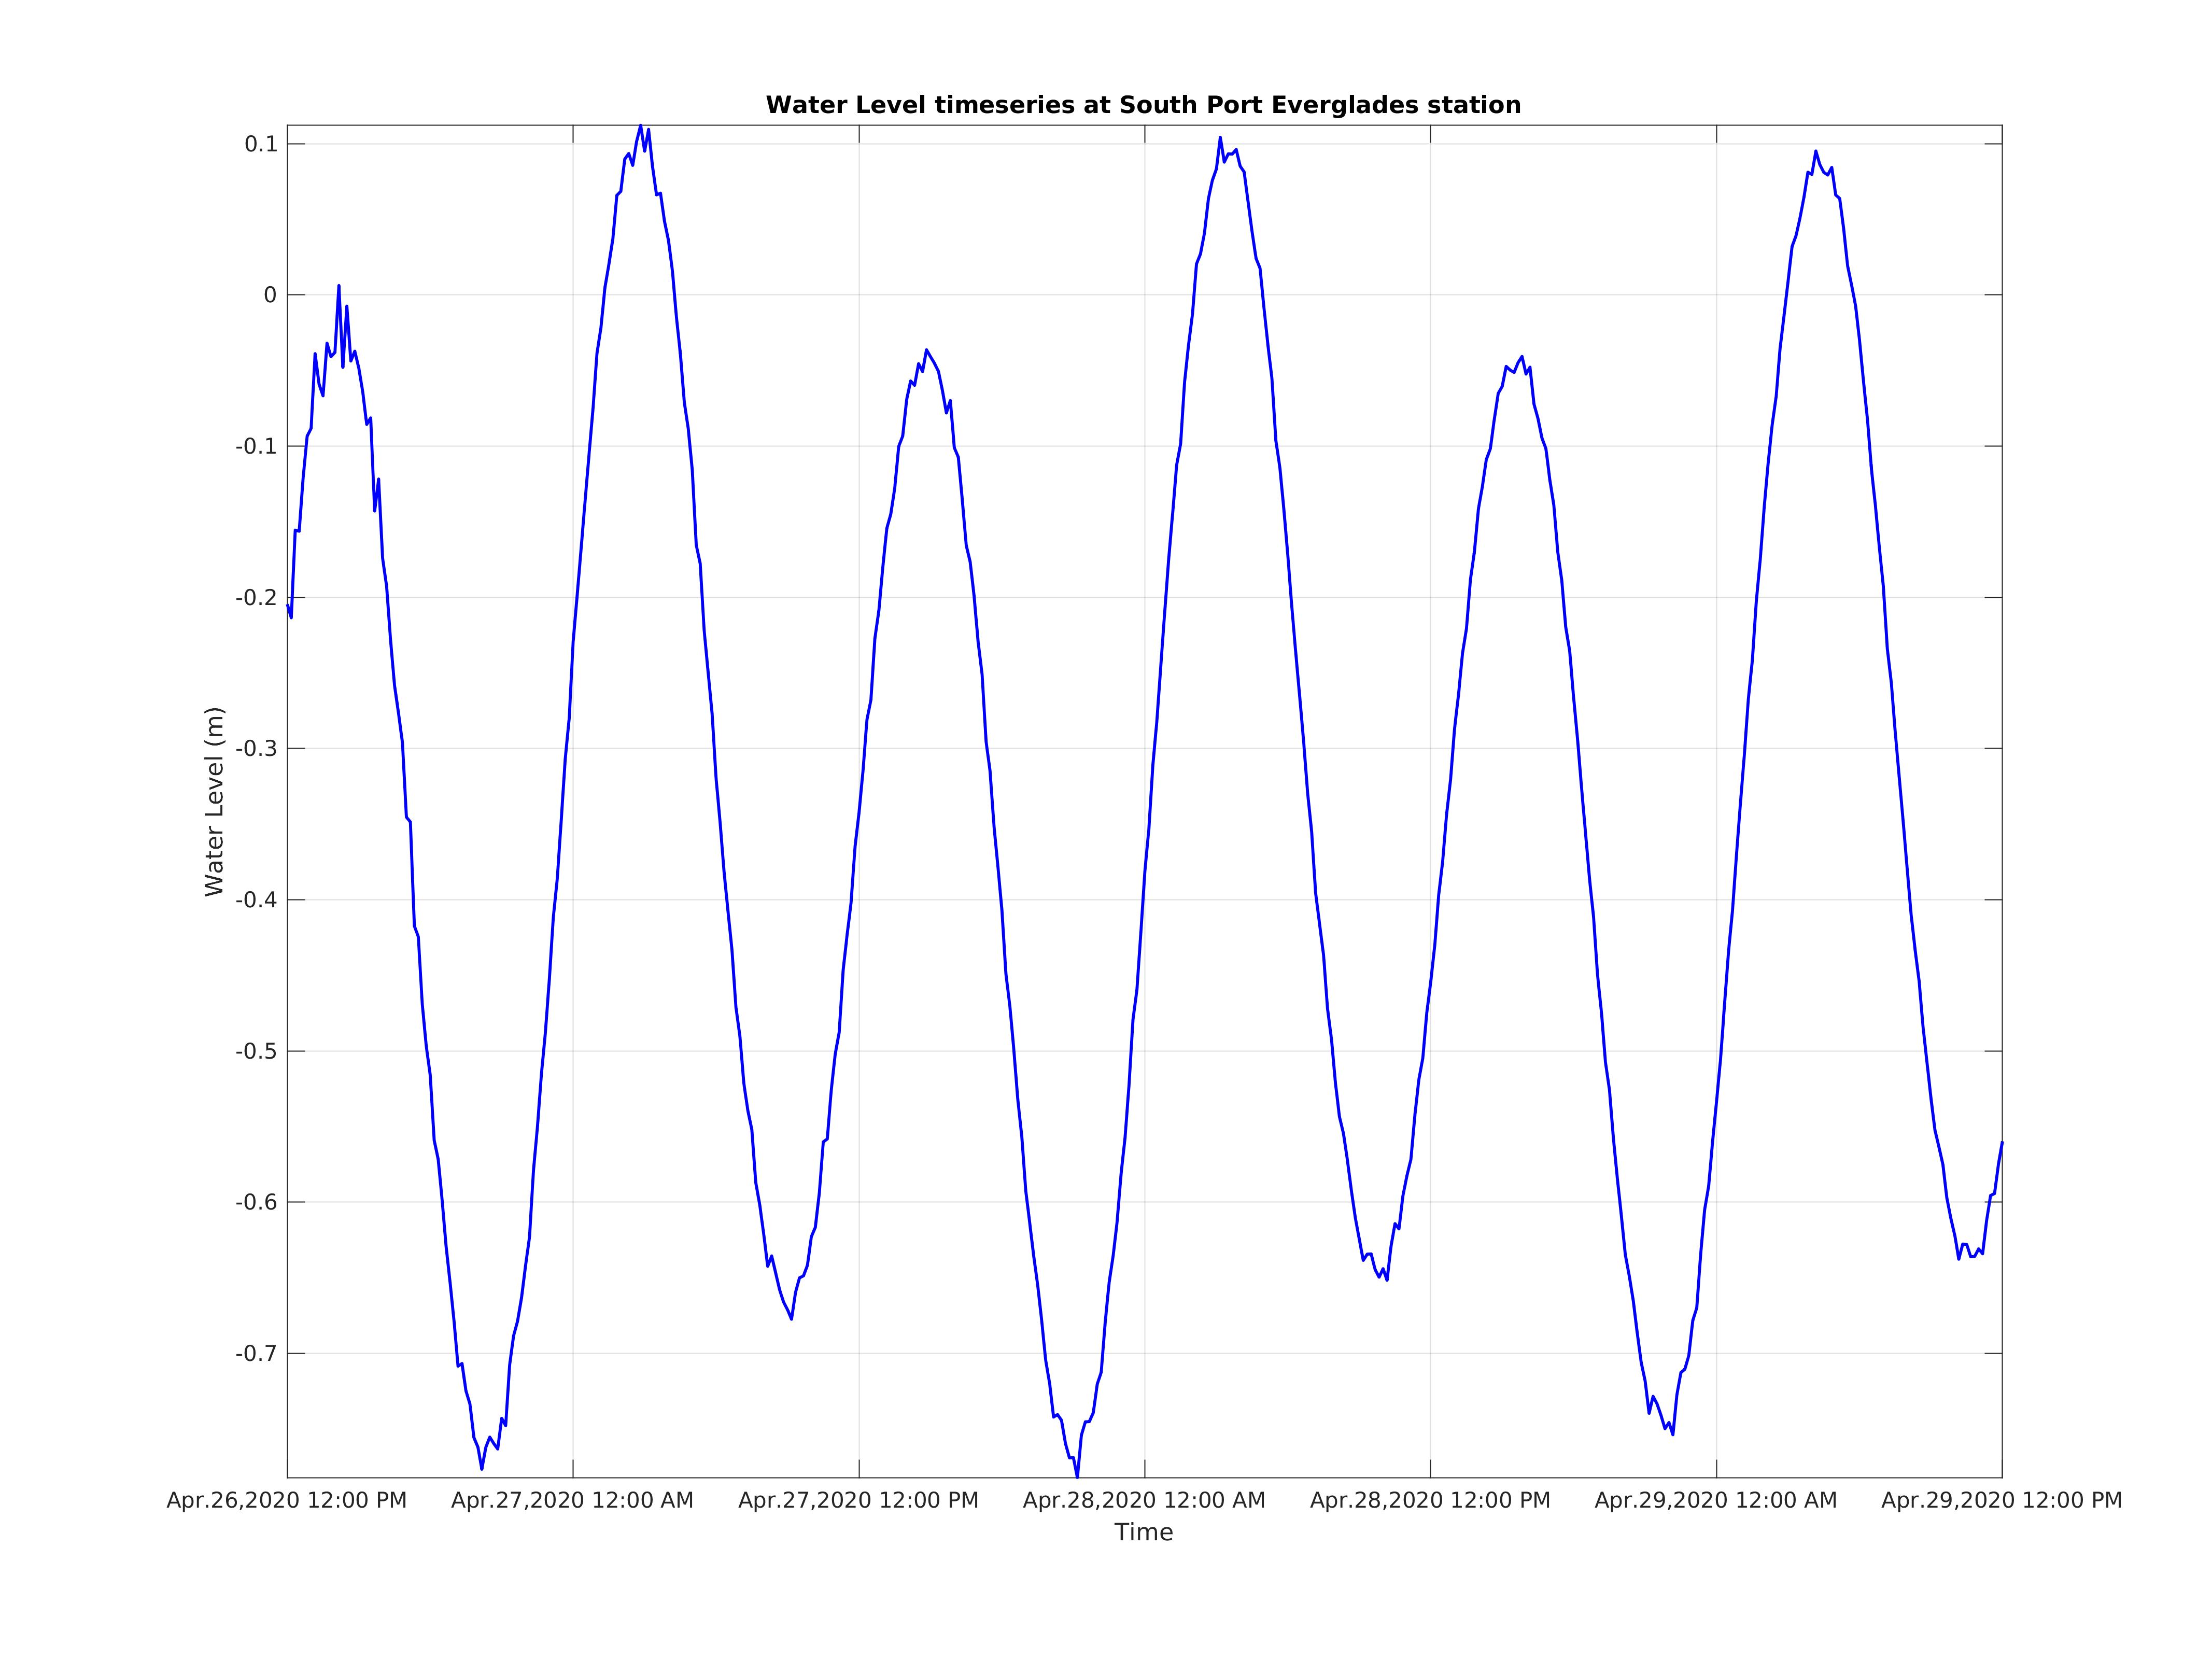 Water Level timeseries at South Port Everglades station
0.1
0
-0.1
-0.2
-0.3
-0.4
-0.5
-0.6
-0.7
Water Level (m)
Apr.26,2020 12:00 PM Apr.27,2020 12:00 AM Apr.27,2020 12:00 PM Apr.28,2020 12:00 AM Apr.28,2020 12:00 PM Apr.29,2020 12:00 AM Apr.29,2020 12:00 PM
Time